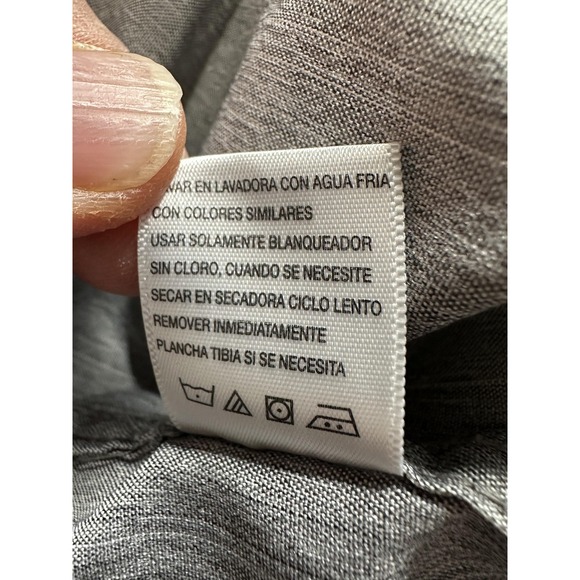 LAVAR EN LAVADORA CON AGUA FRIA
CON COLORES SIMILARES
USAR SOLAMENTE BLANQUEADOR
SIN CLORO, CUANDO SE NECESITE
SECAR EN SECADORA CICLO LENTO
REMOVER INMEDIATAMENTE
PLANCHA TIBIA SI SE NECESITA